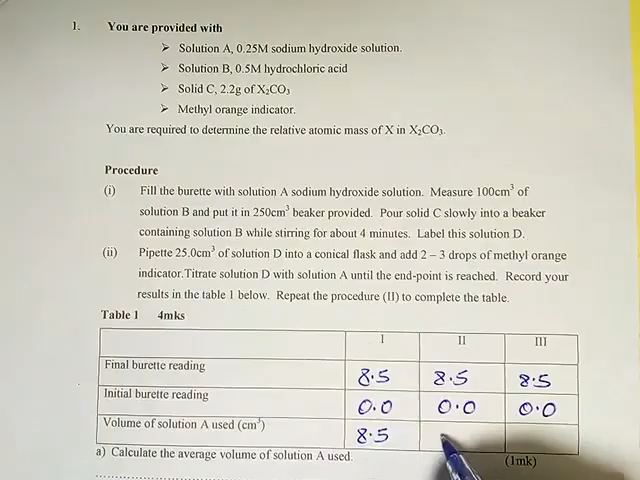 1. You are provided with
➢ Solution A, 0.25M sodium hydroxide solution.
➢ Solution B, 0.5M hydrochloric acid
➢ Solid C, 2.2g of X₂CO₃
➢ Methyl orange indicator.
You are required to determine the relative atomic mass of X in X₂CO₃.
Procedure
(i) Fill the burette with solution A sodium hydroxide solution. Measure 100cm³ of
solution B and put it in 250cm³ beaker provided. Pour solid C slowly into a beaker
containing solution B while stirring for about 4 minutes. Label this solution D.
(ii) Pipette 25.0cm³ of solution D into a conical flask and add 2 – 3 drops of methyl orange
indicator.Titrate solution D with solution A until the end-point is reached. Record your
results in the table 1 below. Repeat the procedure (II) to complete the table.
Table 1 4mks
I II III
Final burette reading 8.5 8.5 8.5
Initial burette reading 0.0 0.0 0.0
Volume of solution A used (cm³) 8.5
a) Calculate the average volume of solution A used. (1mk)